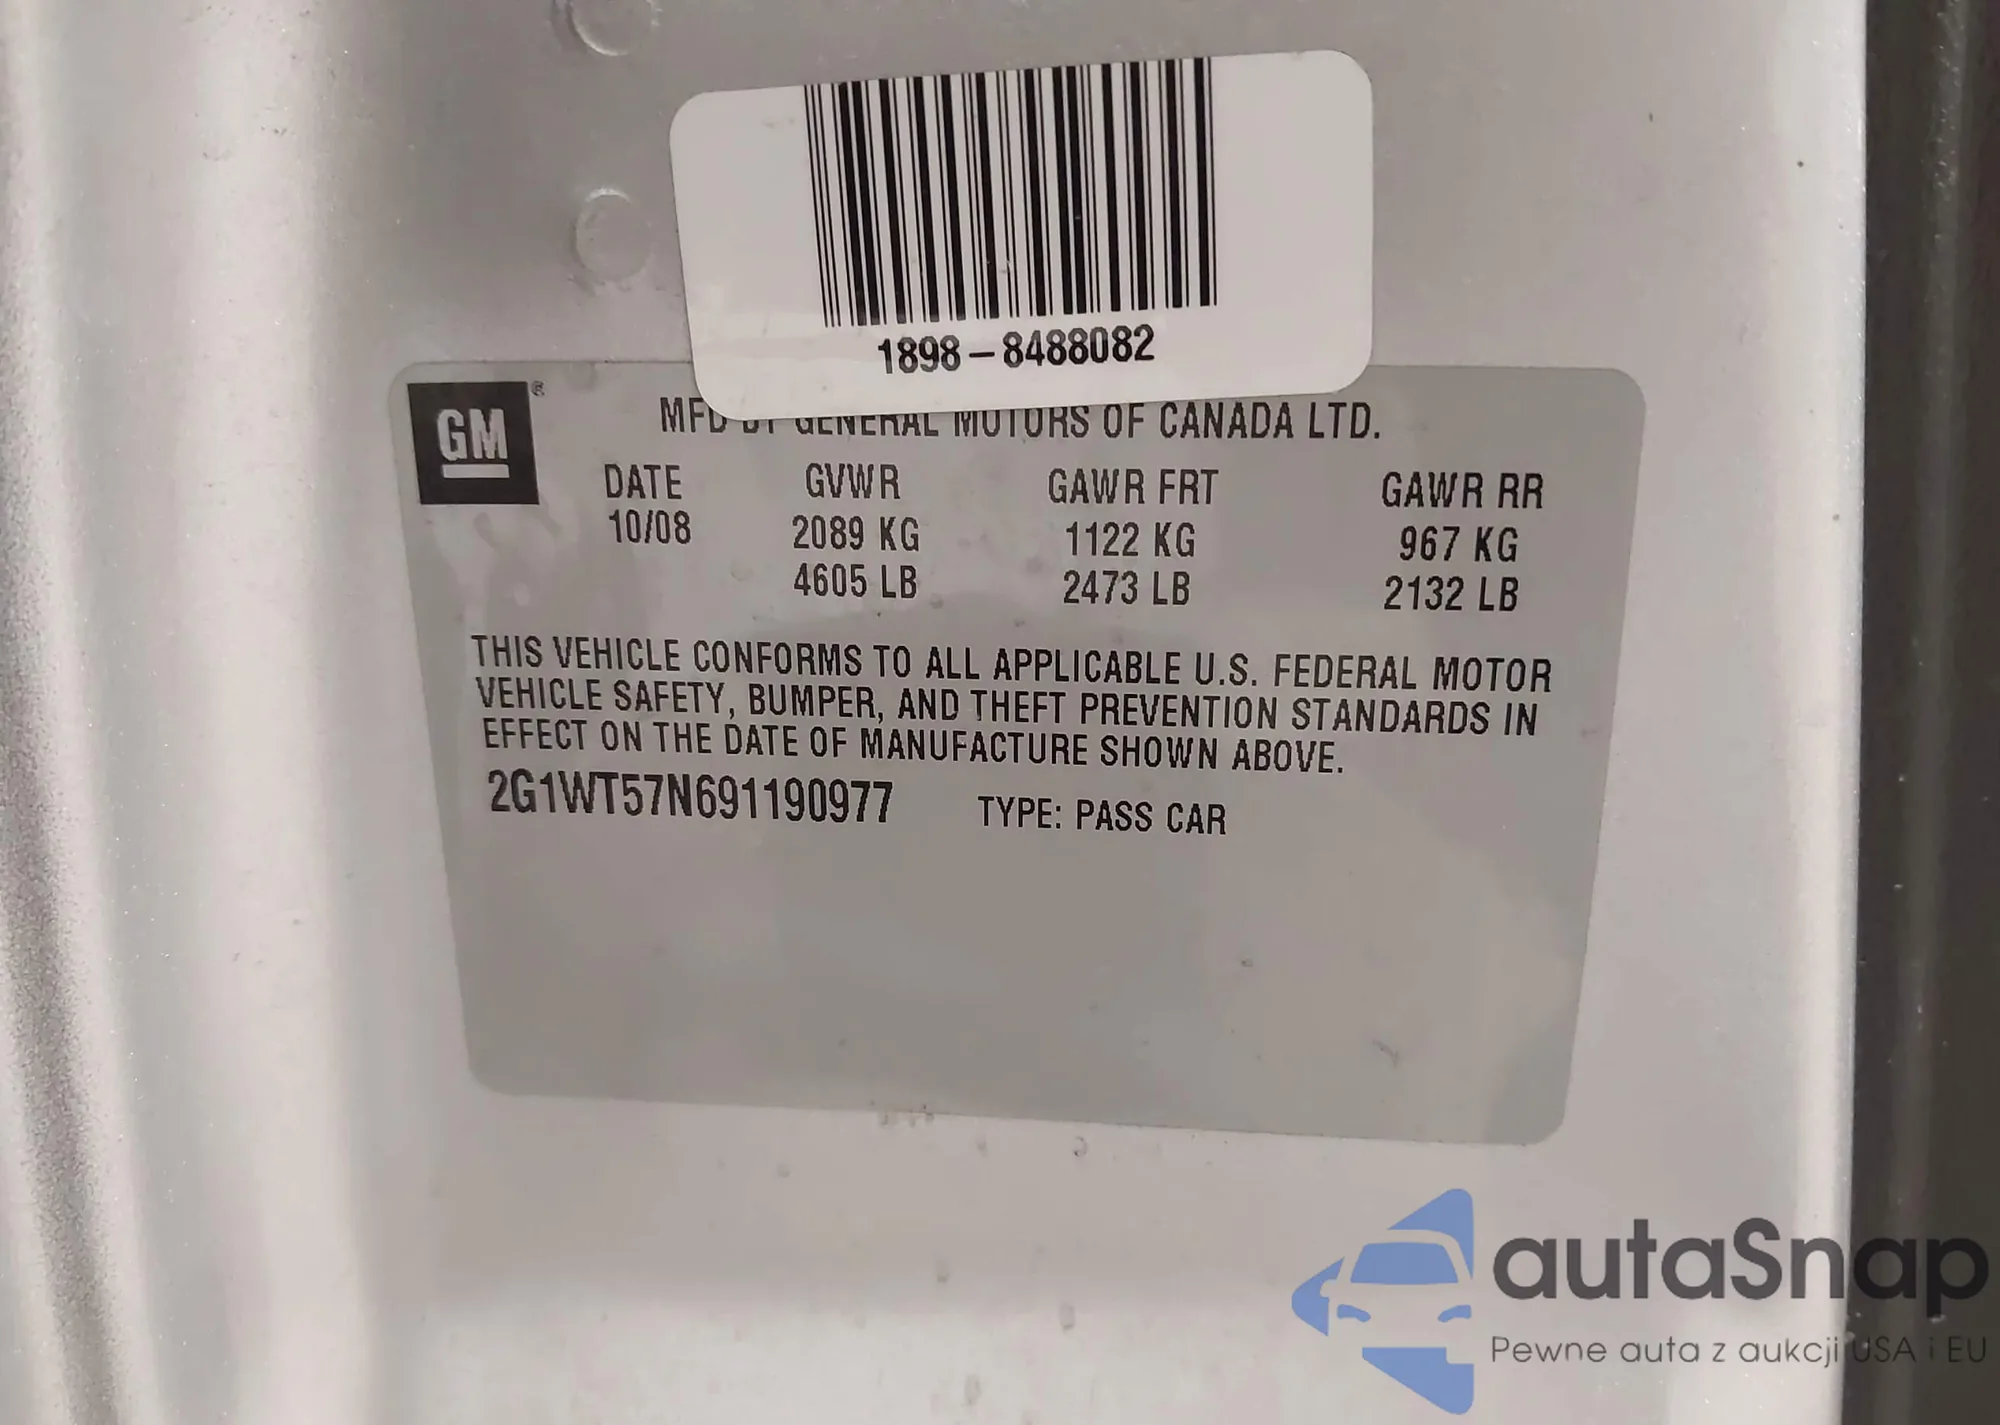 1898-8488082
GM ®
MFD BY GENERAL MOTORS OF CANADA LTD.
DATE GVWR GAWR FRT GAWR RR
10/08 2089 KG 1122 KG 967 KG
4605 LB 2473 LB 2132 LB
THIS VEHICLE CONFORMS TO ALL APPLICABLE U.S. FEDERAL MOTOR
VEHICLE SAFETY, BUMPER, AND THEFT PREVENTION STANDARDS IN
EFFECT ON THE DATE OF MANUFACTURE SHOWN ABOVE.
2G1WT57N691190977 TYPE: PASS CAR
autaSnap
Pewne auta z aukcji USA i EU